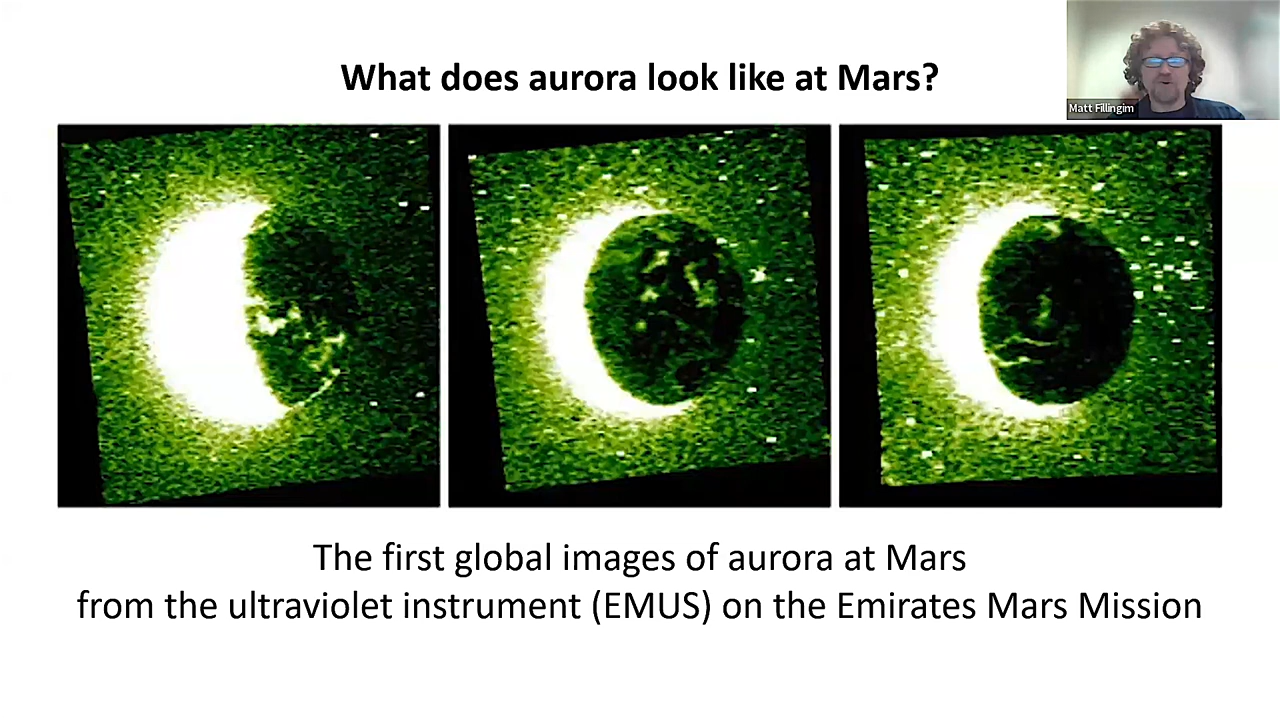 What does aurora look like at Mars?
Matt Fillingim
The first global images of aurora at Mars
from the ultraviolet instrument (EMUS) on the Emirates Mars Mission